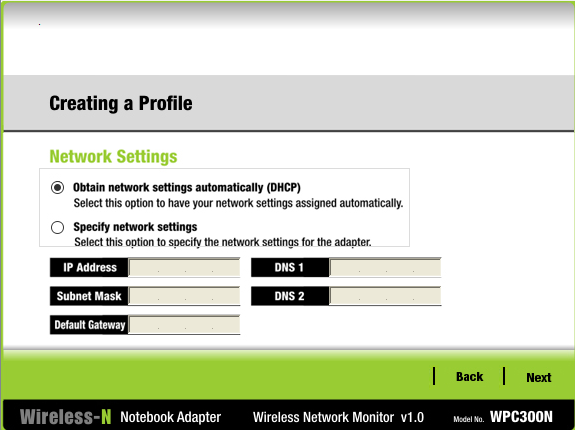 Creating a Profile
Network Settings
Obtain network settings automatically (DHCP)
Select this option to have your network settings assigned automatically.
Specify network settings
Select this option to specify the network settings for the adapter.
IP Address . . . DNS 1 . . .
Subnet Mask . . . DNS 2 . . .
Default Gateway . . .
Back Next
Wireless-N Notebook Adapter Wireless Network Monitor v1.0 Model No. WPC300N